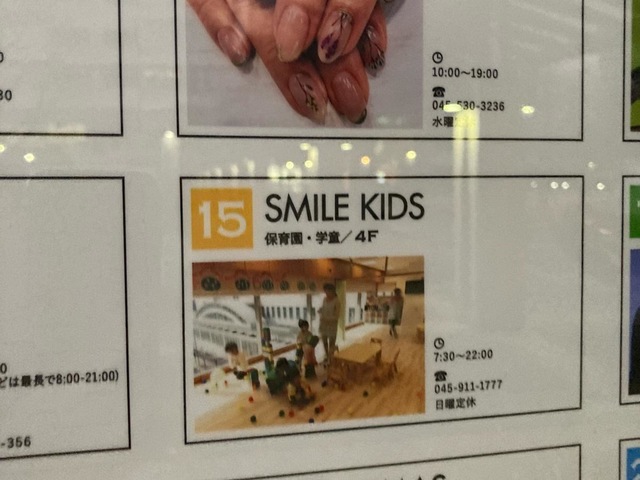 10:00～19:00
045-530-3236
水曜
15
SMILE KIDS
保育園・学童／4F
7:30～22:00
045-911-1777
日曜定休
どは最長で8:00-21:00)
-356